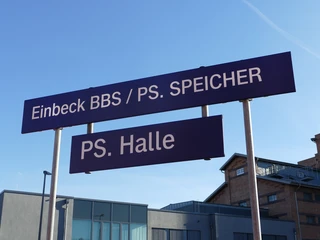 Einbeck BBS / PS. SPEICHER
PS. Halle